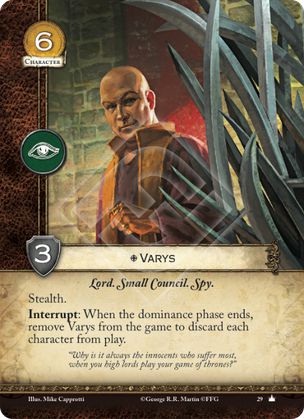 6
CHARACTER
3
VARYS
Lord. Small Council. Spy.
Stealth.
Interrupt: When the dominance phase ends,
remove Varys from the game to discard each
character from play.
"Why is it always the innocents who suffer most,
when you high lords play your game of thrones?"
Illus. Mike Capprotti
©George R.R. Martin ©FFG
29